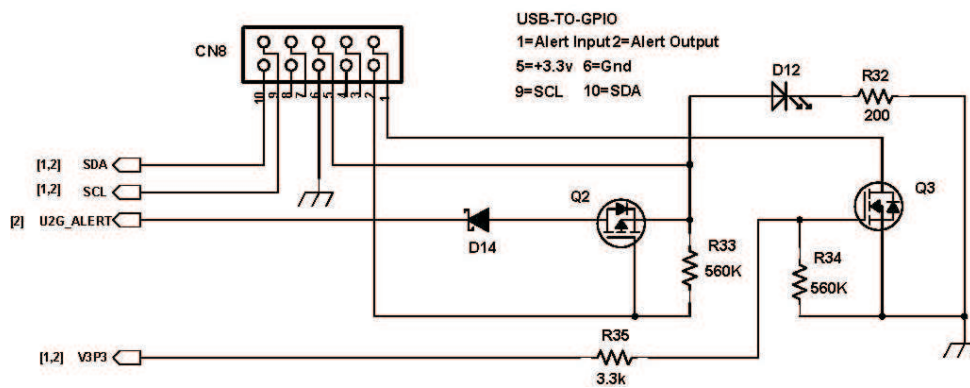 USB-TO-GPIO
1=Alert Input 2=Alert Output
5=+3.3v 6=Gnd
9=SCL 10=SDA
CN8
10 9 8 7 6 5 4 3 2 1
D12
R32
200
[1,2] SDA
[1,2] SCL
[2] U2G_ALERT
D14
Q2
Q3
R33
560K
R34
560K
[1,2] V3P3
R35
3.3k